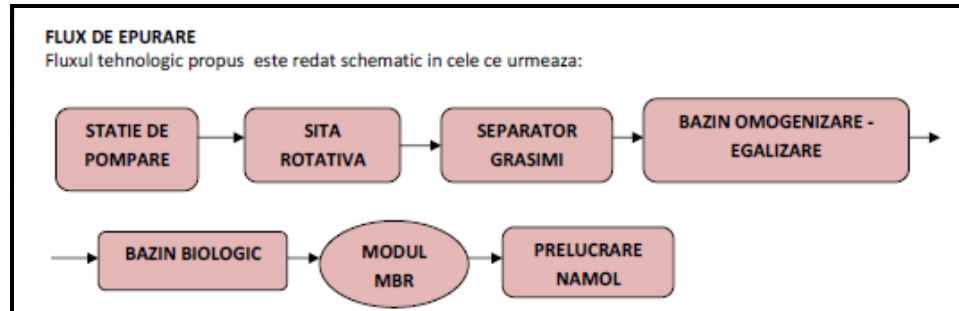 FLUX DE EPURARE
Fluxul tehnologic propus este redat schematic in cele ce urmeaza:
STATIE DE
POMPARE
SITA
ROTATIVA
SEPARATOR
GRASIMI
BAZIN OMOGENIZARE -
EGALIZARE
BAZIN BIOLOGIC
MODUL
MBR
PRELUCRARE
NAMOL